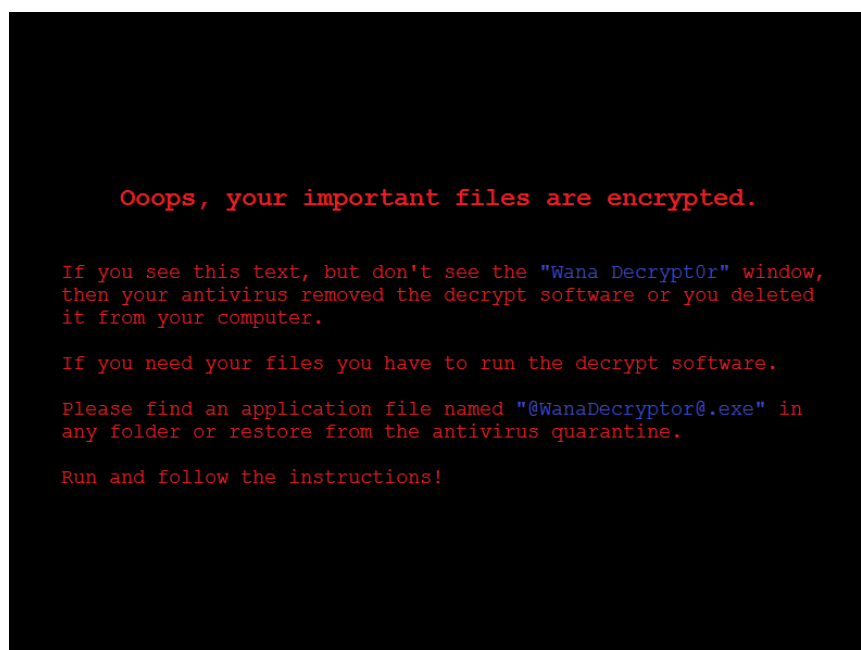 Ooops, your important files are encrypted.
If you see this text, but don't see the "Wana Decrypt0r" window,
then your antivirus removed the decrypt software or you deleted
it from your computer.
If you need your files you have to run the decrypt software.
Please find an application file named "@WanaDecryptor@.exe" in
any folder or restore from the antivirus quarantine.
Run and follow the instructions!